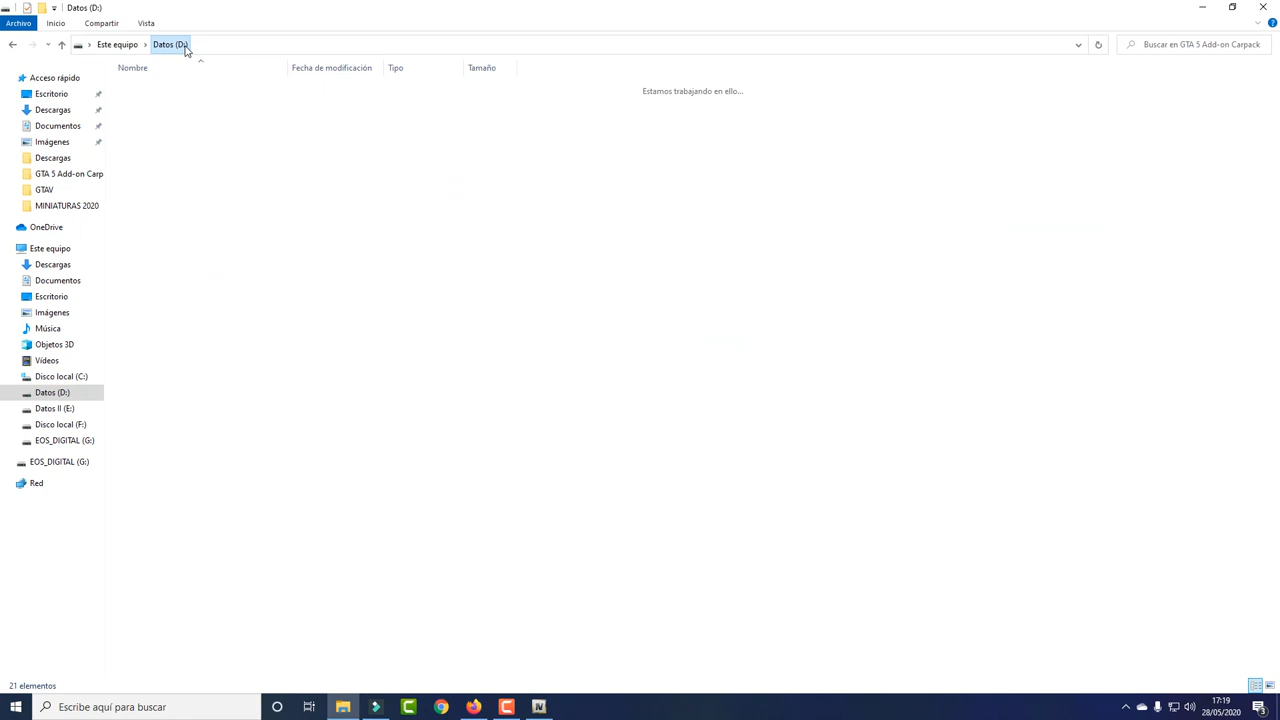 Datos (D:)
Archivo Inicio Compartir Vista
Este equipo Datos (D:) Buscar en GTA 5 Add-on Carpack
Nombre Fecha de modificación Tipo Tamaño
Estamos trabajando en ello...
Acceso rápido
Escritorio
Descargas
Documentos
Imágenes
Descargas
GTA 5 Add-on Carp
GTAV
MINIATURAS 2020
OneDrive
Este equipo
Descargas
Documentos
Escritorio
Imágenes
Música
Objetos 3D
Vídeos
Disco local (C:)
Datos (D:)
Datos II (E:)
Disco local (F:)
EOS_DIGITAL (G:)
EOS_DIGITAL (G:)
Red
21 elementos
Escribe aquí para buscar
17:19
28/05/2020
3